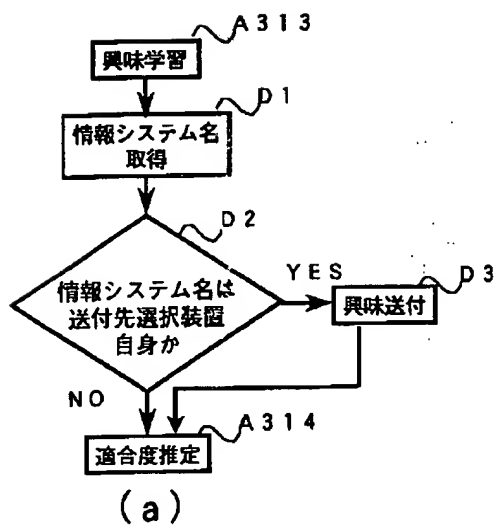 A313
興味学習
D1
情報システム名
取得
D2
情報システム名は
送付先選択装置
自身か
YES
D3
興味送付
NO
A314
適合度推定
(a)